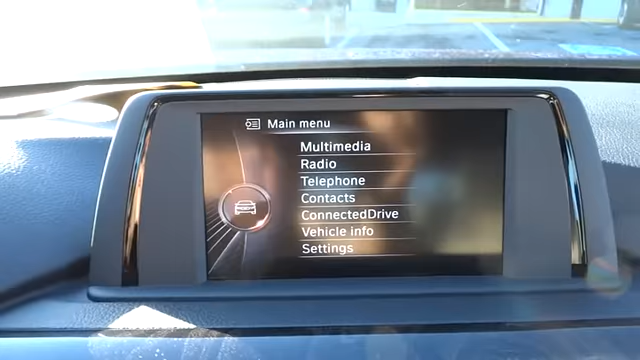 Main menu
Multimedia
Radio
Telephone
Contacts
ConnectedDrive
Vehicle info
Settings